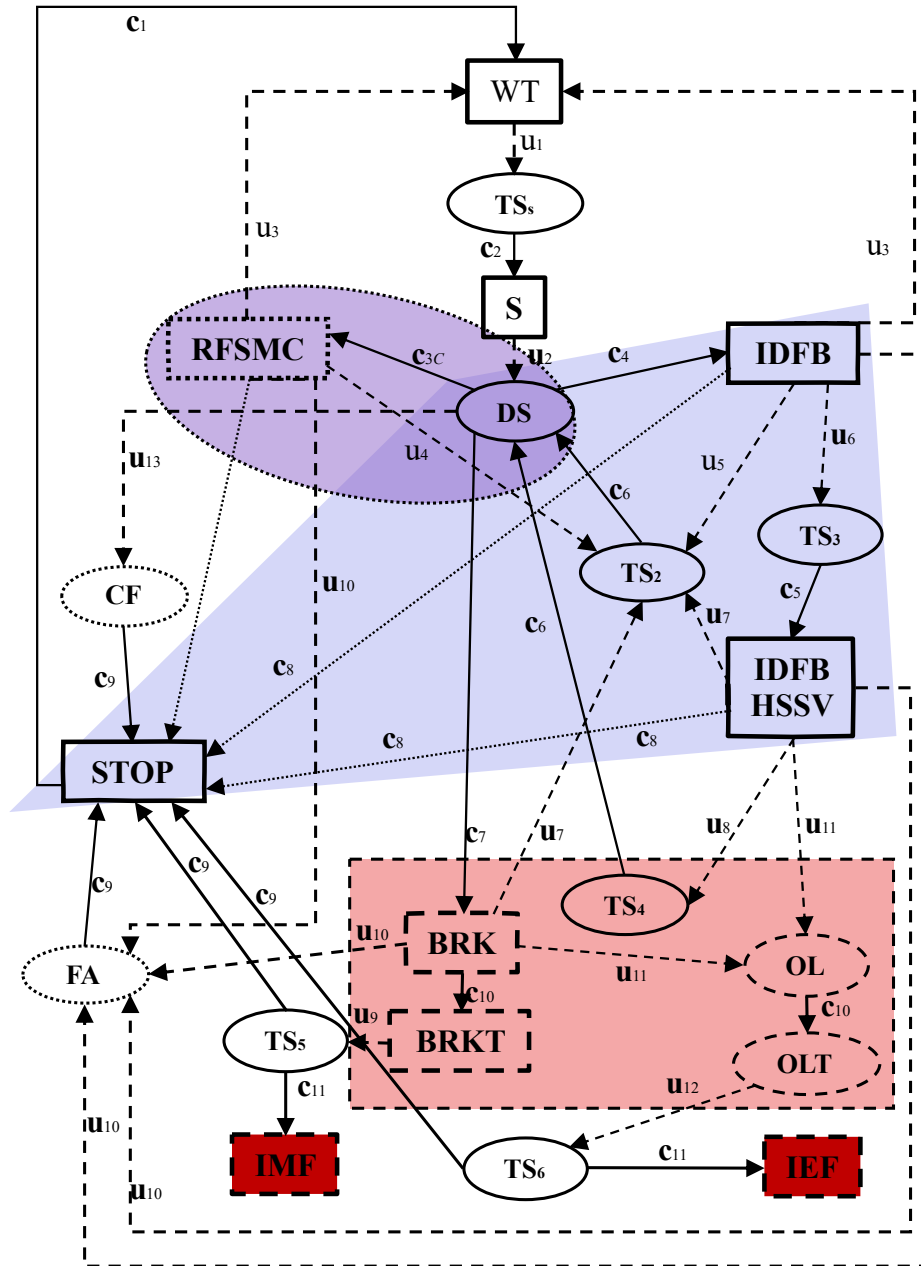 c1
WT
u1
TSs
u3
c2
u3
S
RFSMC
c3C
u2
c4
IDFB
DS
u13
u4
u5
u6
c6
TS3
CF
u10
TS2
c5
c6
u7
c9
c8
IDFB
HSSV
c8
c8
STOP
c7
u7
u8
u11
c9
c9
c9
TS4
u10
BRK
u11
OL
FA
c10
c10
u9
TS5
BRKT
OLT
c11
u12
u10
IMF
TS6
c11
IEF
u10